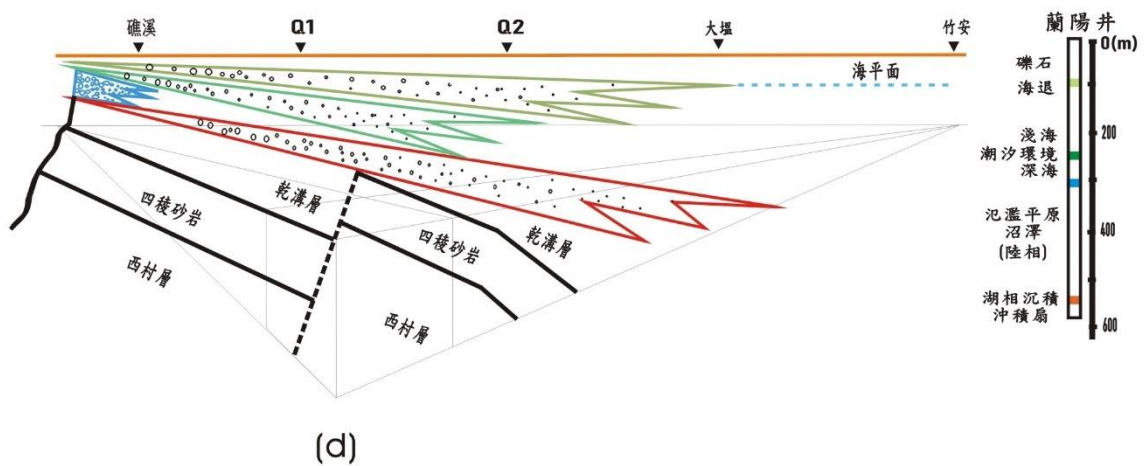 礁溪
Q1
Q2
大塭
竹安
海平面
乾溝層
四稜砂岩
西村層
乾溝層
四稜砂岩
西村層
蘭陽井
0(m)
礫石
海退
淺海
200
潮汐環境
深海
氾濫平原
400
沼澤
(陸相)
湖相沉積
沖積扇
600
(d)